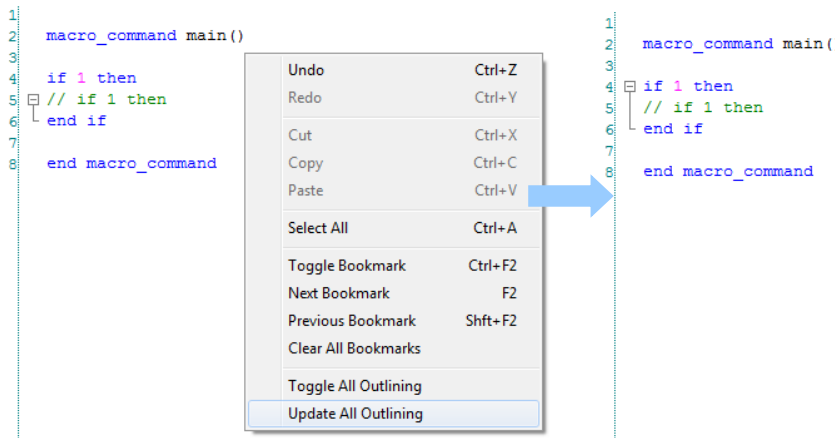 1
2 macro_command main()
3
4 if 1 then
5 // if 1 then
6 end if
7
8 end macro_command
Undo Ctrl+Z
Redo Ctrl+Y
Cut Ctrl+X
Copy Ctrl+C
Paste Ctrl+V
Select All Ctrl+A
Toggle Bookmark Ctrl+F2
Next Bookmark F2
Previous Bookmark Shft+F2
Clear All Bookmarks
Toggle All Outlining
Update All Outlining
1
2 macro_command main(
3
4 if 1 then
5 // if 1 then
6 end if
7
8 end macro_command